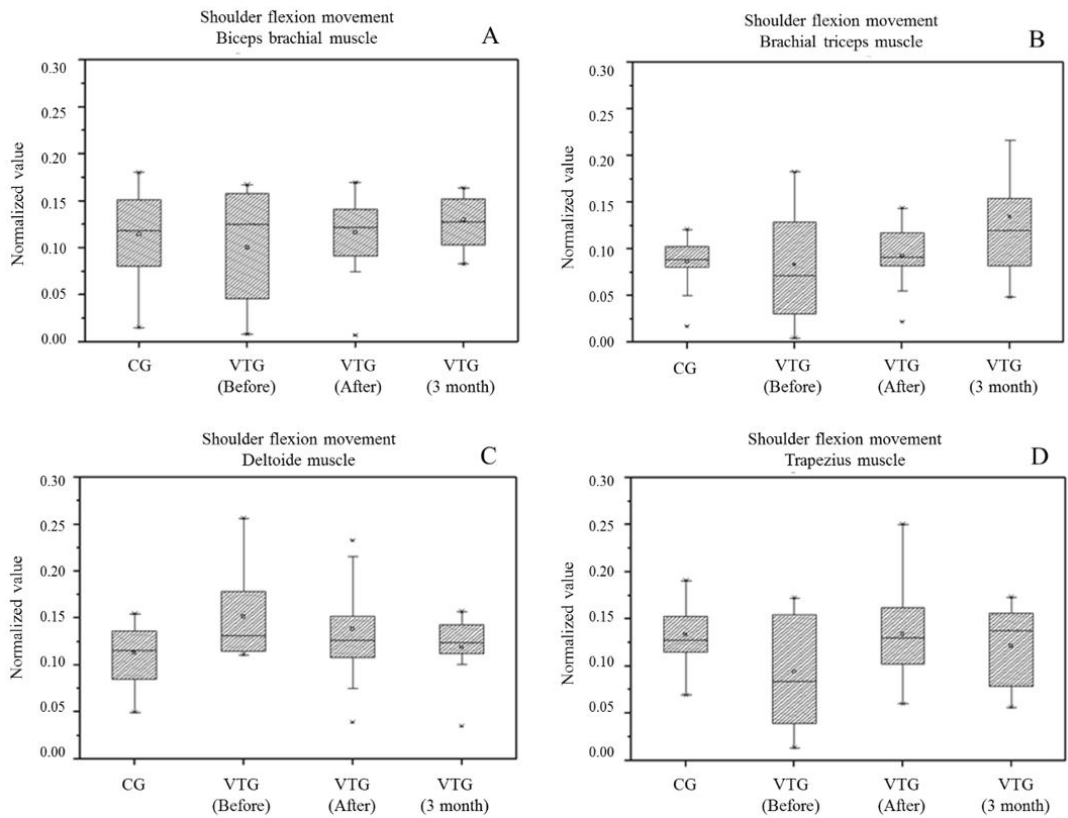 Shoulder flexion movement
Biceps brachial muscle
A
Normalized value
0.30
0.25
0.20
0.15
0.10
0.05
0.00
CG
VTG
(Before)
VTG
(After)
VTG
(3 month)
Shoulder flexion movement
Brachial triceps muscle
B
Normalized value
0.30
0.25
0.20
0.15
0.10
0.05
0.00
CG
VTG
(Before)
VTG
(After)
VTG
(3 month)
Shoulder flexion movement
Deltoide muscle
C
Normalized value
0.30
0.25
0.20
0.15
0.10
0.05
0.00
CG
VTG
(Before)
VTG
(After)
VTG
(3 month)
Shoulder flexion movement
Trapezius muscle
D
Normalized value
0.30
0.25
0.20
0.15
0.10
0.05
0.00
CG
VTG
(Before)
VTG
(After)
VTG
(3 month)